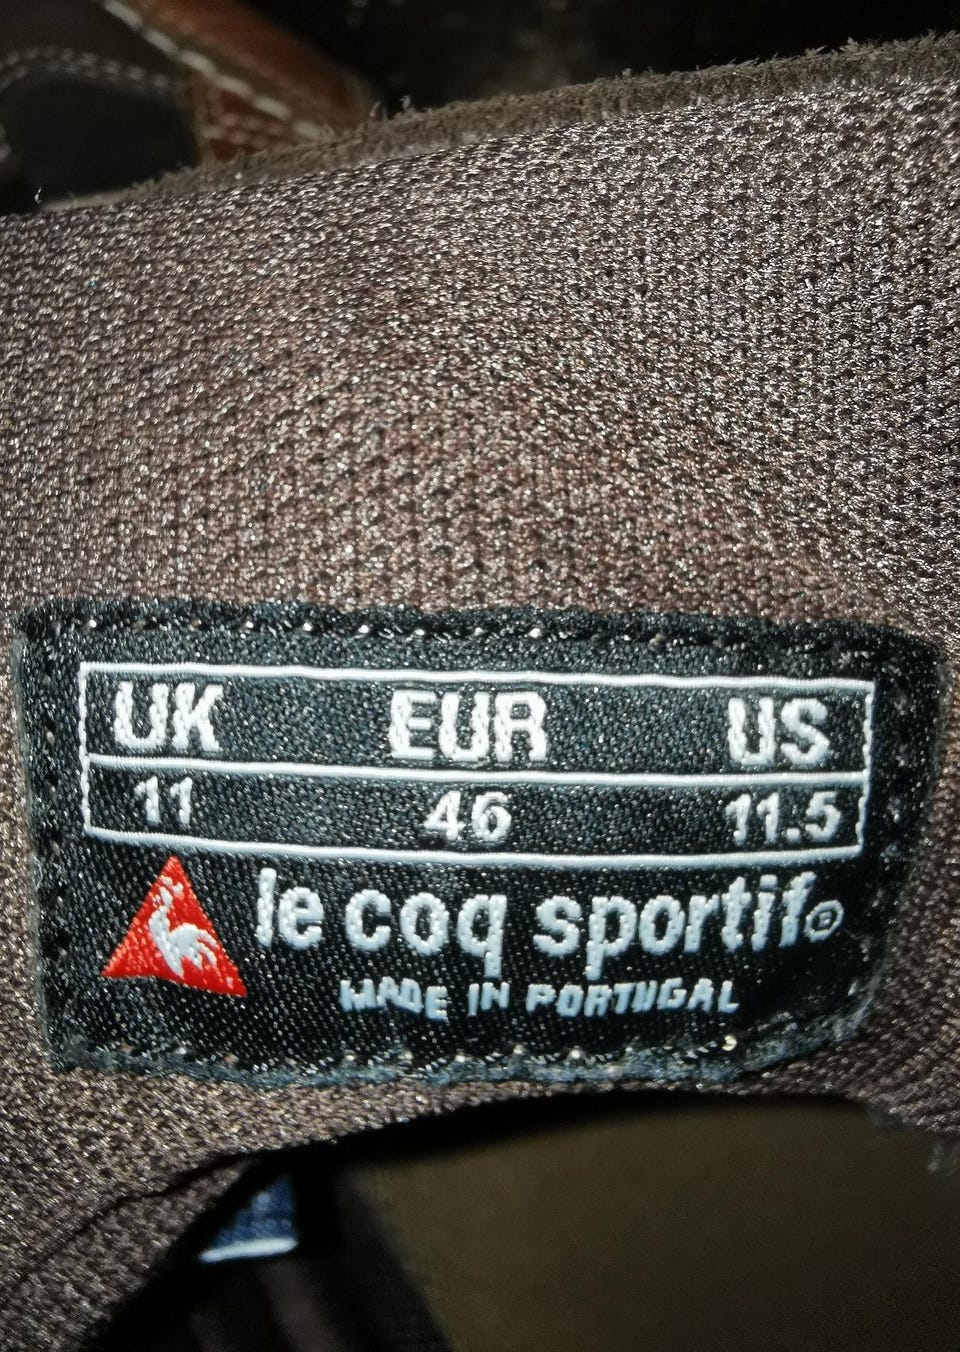 UK EUR US
11 46 11.5
le coq sportif®
MADE IN PORTUGAL